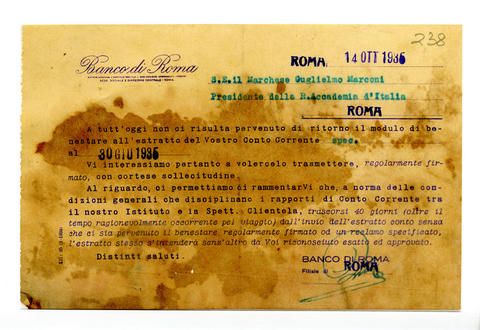 238
Banco di Roma
ROMA, 14 OTT 1936
S.E.il Marchese Guglielmo Marconi
Presidente della R.Accademia d'Italia
ROMA
A tutt'oggi non ci risulta pervenuto di ritorno il modulo di be-
nestare all'estratto del Vostro Conto Corrente spec.
al 30 GIU 1936
Vi interessiamo pertanto a volercelo trasmettere, regolarmente fir-
mato, con cortese sollecitudine.
Al riguardo, ci permettiamo di rammentarVi che, a norma delle con-
dizioni generali che disciplinano i rapporti di Conto Corrente tra
il nostro Istituto e la Spett. Clientela, trascorsi 40 giorni (oltre il
tempo ragionevolmente occorrente pel viaggio) dall'invio dell'estratto conto senza
che ci sia pervenuto il benestare regolarmente firmato od un reclamo specificato,
l'estratto stesso s'intenderà senz'altro da Voi riconosciuto esatto ed approvato.
Distinti saluti.
BANCO DI ROMA
Filiale di ROMA